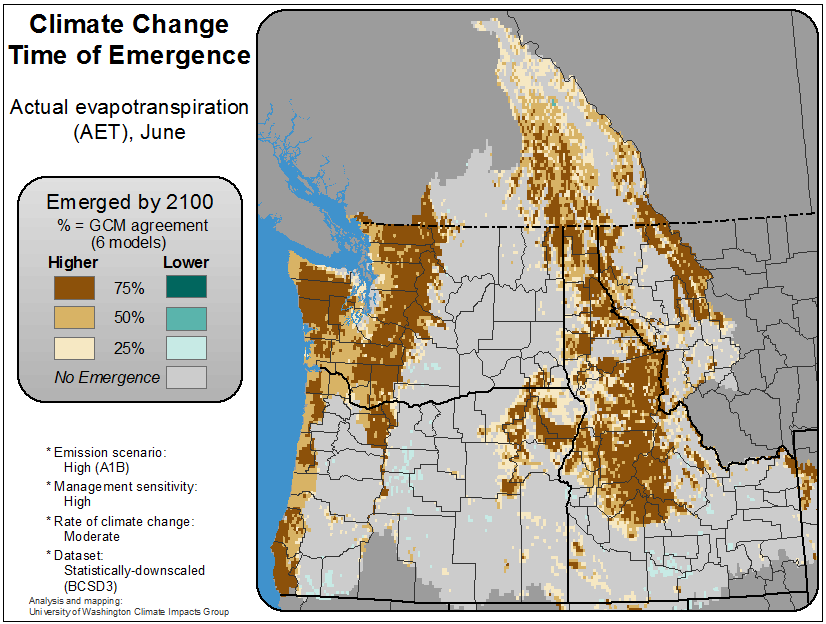 Climate Change
Time of Emergence
Actual evapotranspiration
(AET), June
Emerged by 2100
% = GCM agreement
(6 models)
Higher Lower
75%
50%
25%
No Emergence
* Emission scenario:
High (A1B)
* Management sensitivity:
High
* Rate of climate change:
Moderate
* Dataset:
Statistically-downscaled
(BCSD3)
Analysis and mapping:
University of Washington Climate Impacts Group